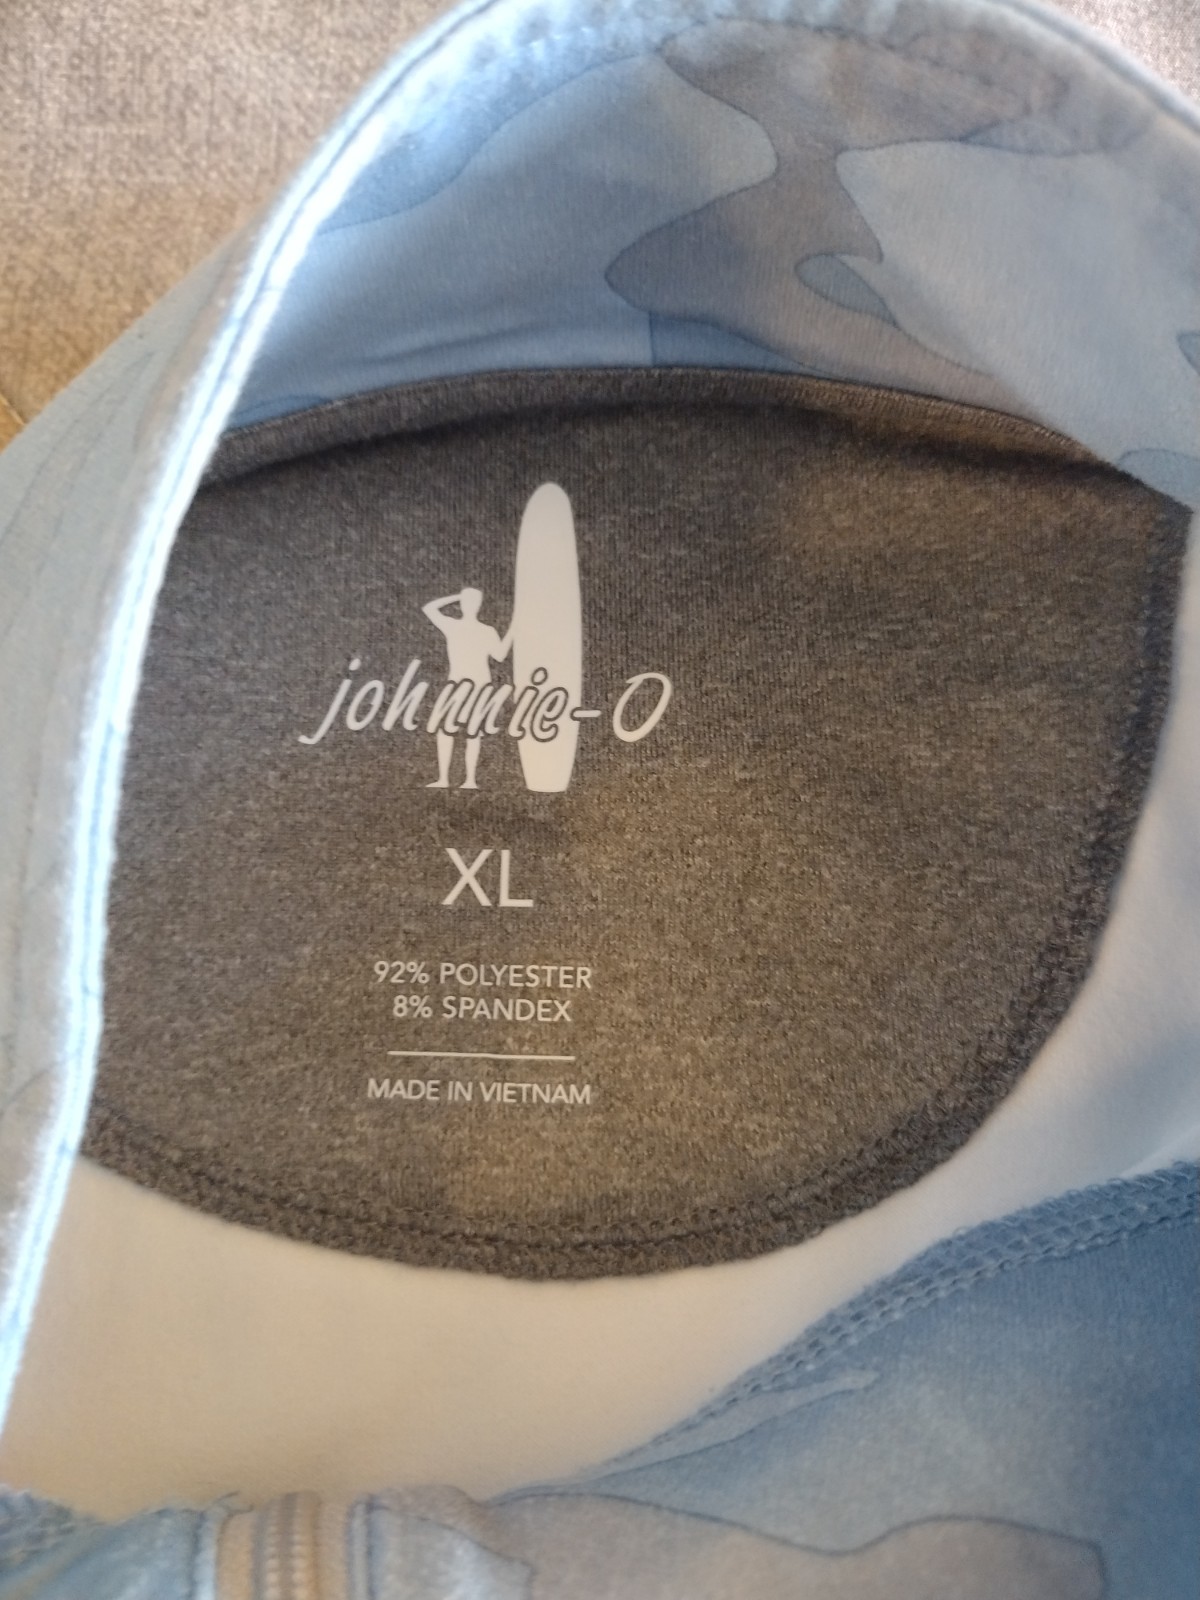 johnnie-O
XL
92% POLYESTER
8% SPANDEX
MADE IN VIETNAM